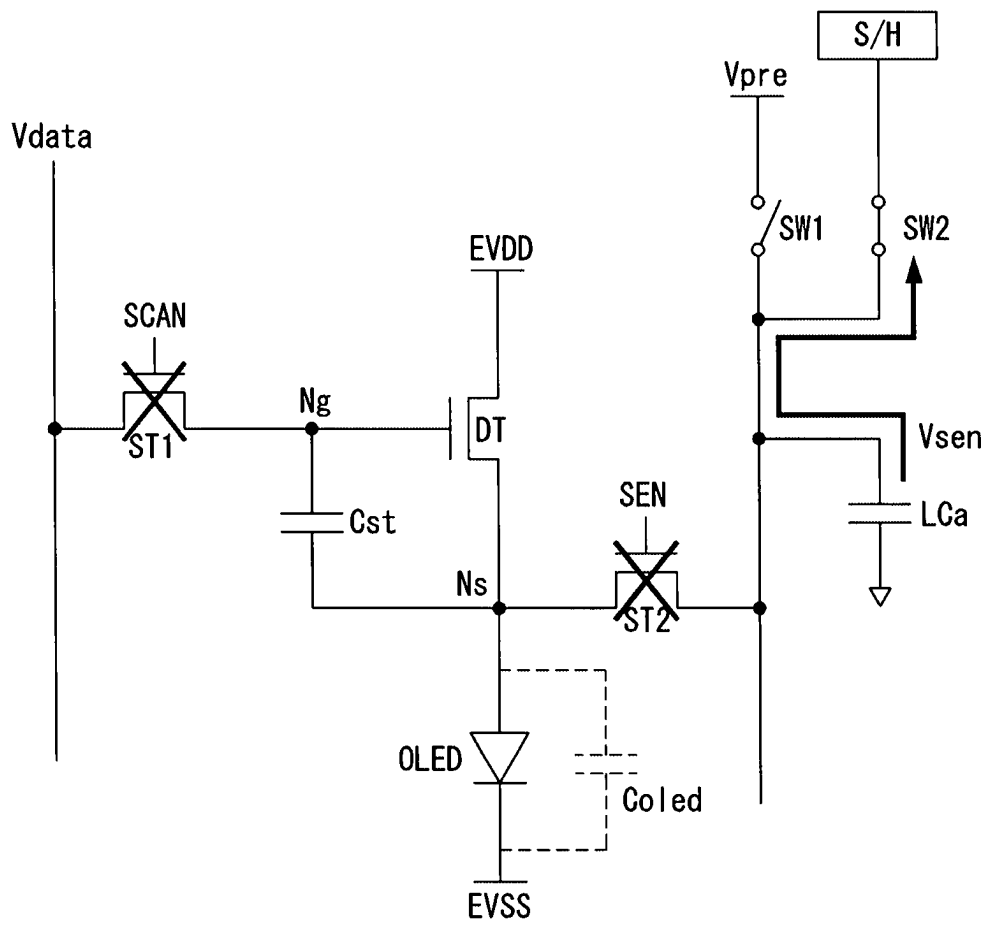 S/H
Vpre
Vdata
SW1
SW2
EVDD
SCAN
Ng
DT
ST1
Vsen
SEN
Cst
LCa
Ns
ST2
OLED
Coled
EVSS